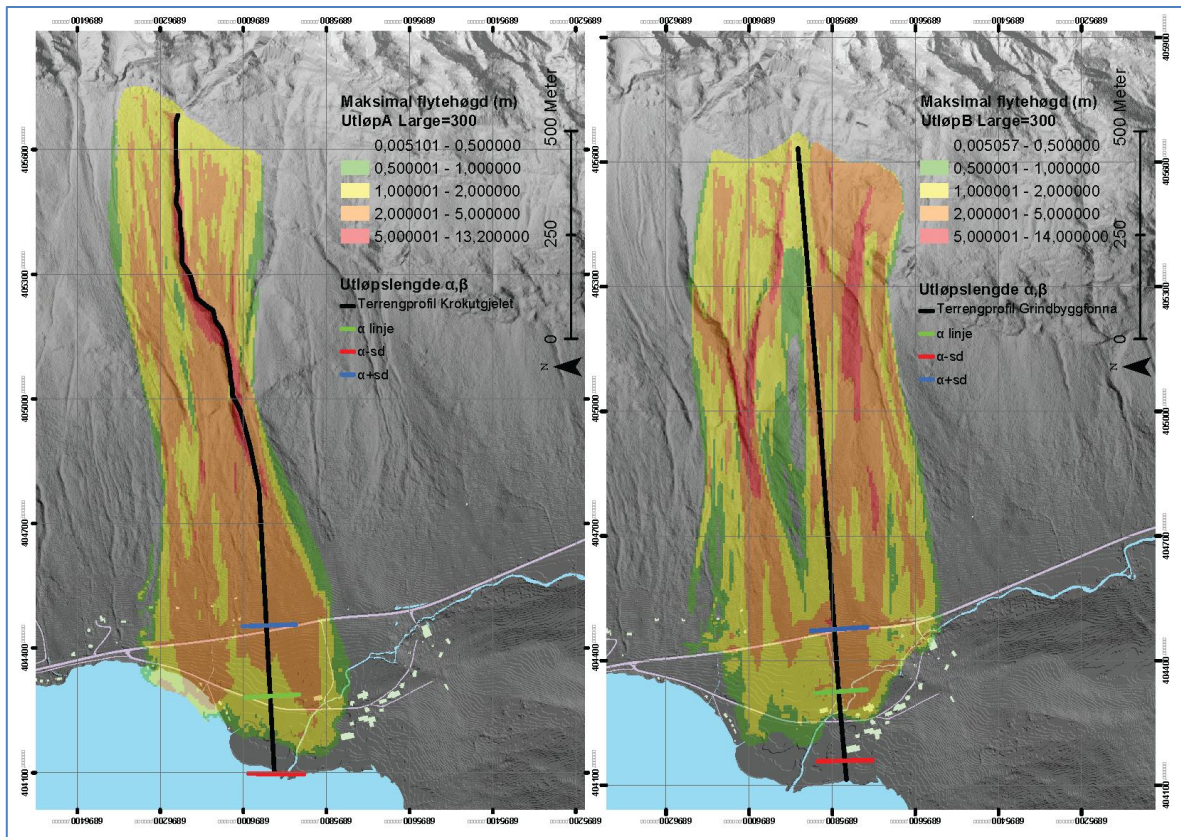 Maksimal flytehøgd (m)
UtløpA Large=300
0,005101 - 0,500000
0,500001 - 1,000000
1,000001 - 2,000000
2,000001 - 5,000000
5,000001 - 13,200000
Utløpslengde α,β
Terrengprofil Krokutgjelet
α linje
α-sd
α+sd
500 Meter
250
0
N
405600
405300
405000
404700
404400
404100
Maksimal flytehøgd (m)
UtløpB Large=300
0,005057 - 0,500000
0,500001 - 1,000000
1,000001 - 2,000000
2,000001 - 5,000000
5,000001 - 14,000000
Utløpslengde α,β
Terrengprofil Grindbyggfonna
α linje
α-sd
α+sd
500 Meter
250
0
N
405900
405600
405300
405000
404700
404400
404100